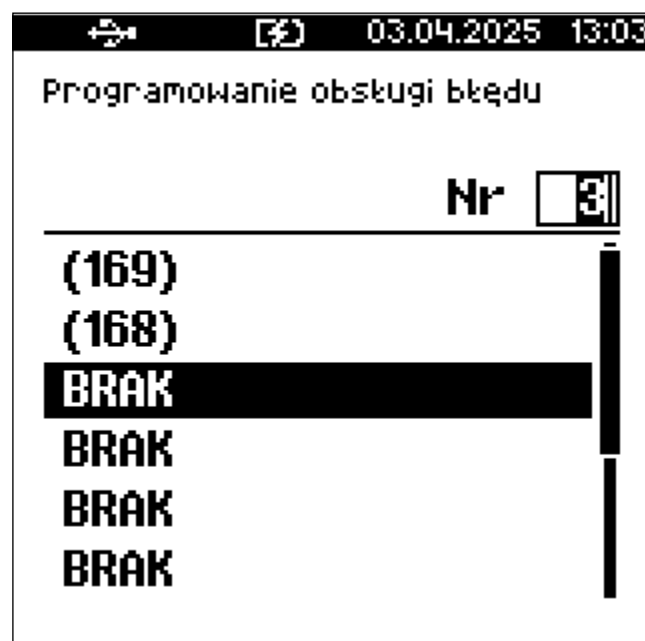 03.04.2025 13:03
Programowanie obsługi błędu
Nr 3
(169)
(168)
BRAK
BRAK
BRAK
BRAK